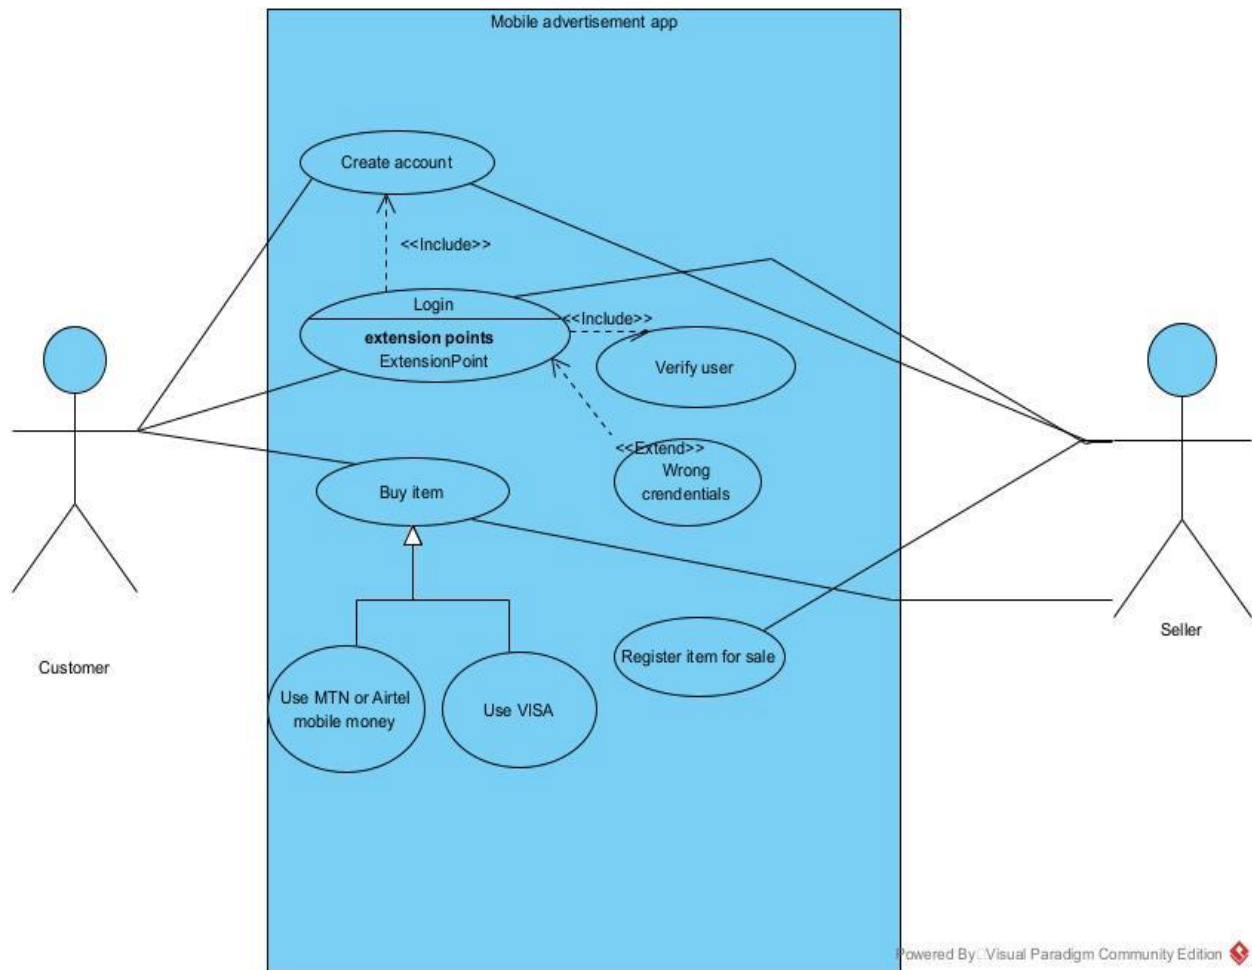 Mobile advertisement app
Create account
<<Include>>
Login
extension points
ExtensionPoint
<<Include>>
Verify user
<<Extend>>
Wrong
crendentials
Buy item
Use MTN or Airtel
mobile money
Use VISA
Register item for sale
Customer
Seller
Powered By Visual Paradigm Community Edition